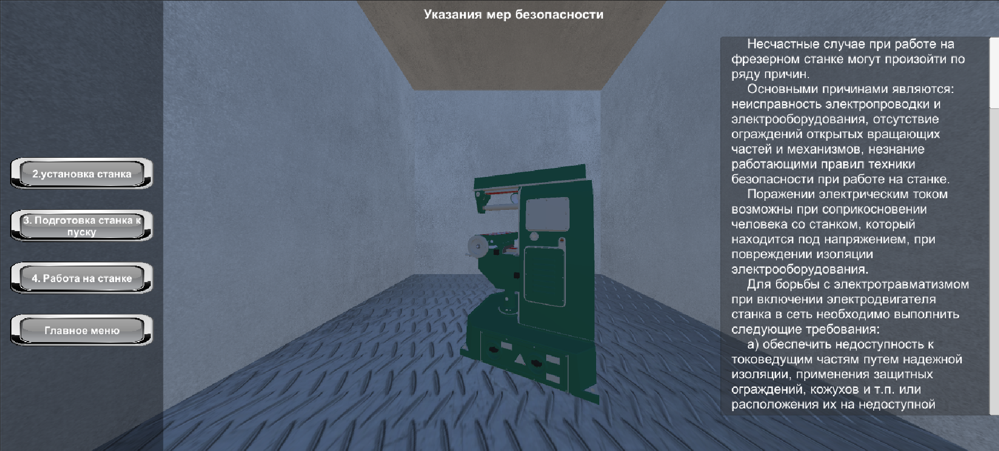 Указания мер безопасности
2.установка станка
3. Подготовка станка к
пуску
4. Работа на станке
Главное меню
Несчастные случае при работе на
фрезерном станке могут произойти по
ряду причин.
Основными причинами являются:
неисправность электропроводки и
электрооборудования, отсутствие
ограждений открытых вращающих
частей и механизмов, незнание
работающими правил техники
безопасности при работе на станке.
Поражении электрическим током
возможны при соприкосновении
человека со станком, который
находится под напряжением, при
повреждении изоляции
электрооборудования.
Для борьбы с электротравматизмом
при включении электродвигателя
станка в сеть необходимо выполнить
следующие требования:
а) обеспечить недоступность к
токоведущим частям путем надежной
изоляции, применения защитных
ограждений, кожухов и т.п. или
расположения их на недоступной